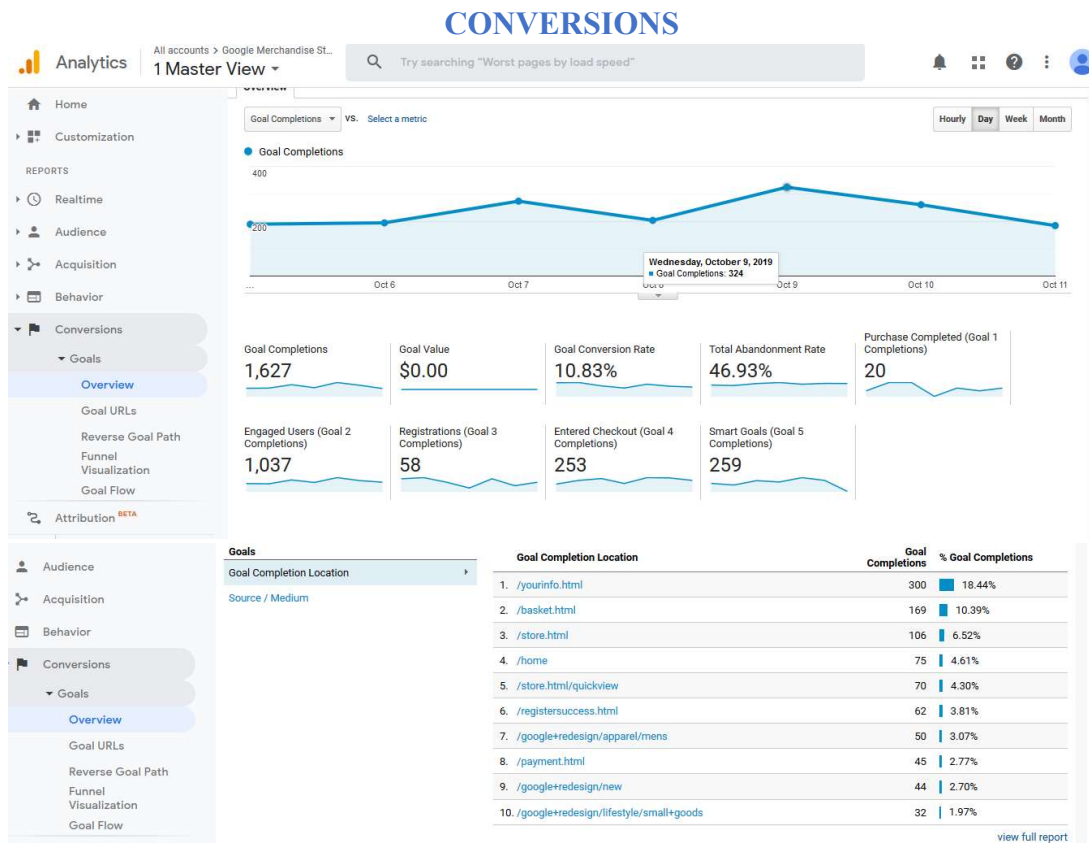 CONVERSIONS
Analytics
All accounts > Google Merchandise St...
1 Master View
Try searching "Worst pages by load speed"
Home
Customization
REPORTS
Realtime
Audience
Acquisition
Behavior
Conversions
Goals
Overview
Goal URLs
Reverse Goal Path
Funnel
Visualization
Goal Flow
Attribution BETA
Overview
Goal Completions VS. Select a metric
Hourly Day Week Month
Goal Completions
400
200
Wednesday, October 9, 2019
Goal Completions: 324
... Oct 6 Oct 7 Oct 8 Oct 9 Oct 10 Oct 11
Goal Completions
1,627
Goal Value
$0.00
Goal Conversion Rate
10.83%
Total Abandonment Rate
46.93%
Purchase Completed (Goal 1
Completions)
20
Engaged Users (Goal 2
Completions)
1,037
Registrations (Goal 3
Completions)
58
Entered Checkout (Goal 4
Completions)
253
Smart Goals (Goal 5
Completions)
259
Audience
Acquisition
Behavior
Conversions
Goals
Overview
Goal URLs
Reverse Goal Path
Funnel
Visualization
Goal Flow
Goals
Goal Completion Location
Source / Medium
Goal Completion Location Goal
Completions % Goal Completions
1. /yourinfo.html 300 18.44%
2. /basket.html 169 10.39%
3. /store.html 106 6.52%
4. /home 75 4.61%
5. /store.html/quickview 70 4.30%
6. /registersuccess.html 62 3.81%
7. /google+redesign/apparel/mens 50 3.07%
8. /payment.html 45 2.77%
9. /google+redesign/new 44 2.70%
10. /google+redesign/lifestyle/small+goods 32 1.97%
view full report